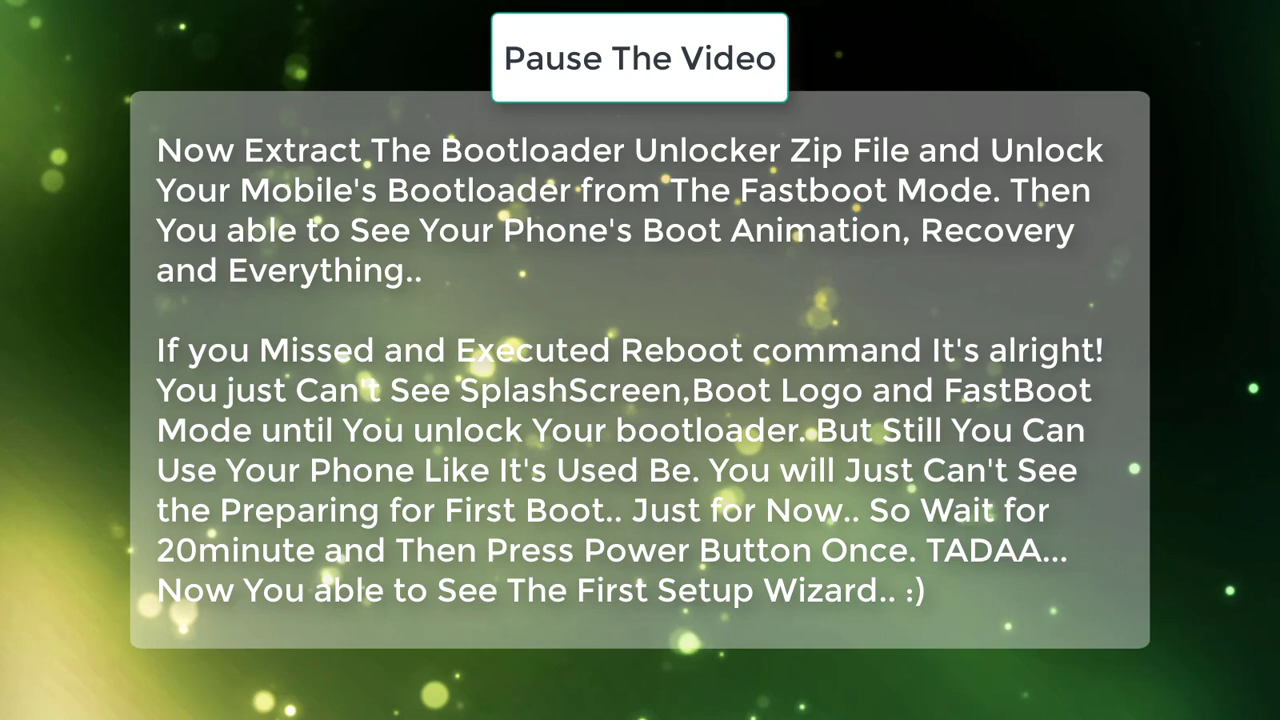 Pause The Video
Now Extract The Bootloader Unlocker Zip File and Unlock
Your Mobile's Bootloader from The Fastboot Mode. Then
You able to See Your Phone's Boot Animation, Recovery
and Everything..
If you Missed and Executed Reboot command It's alright!
You just Can't See SplashScreen,Boot Logo and FastBoot
Mode until You unlock Your bootloader. But Still You Can
Use Your Phone Like It's Used Be. You will Just Can't See
the Preparing for First Boot.. Just for Now.. So Wait for
20minute and Then Press Power Button Once. TADAA...
Now You able to See The First Setup Wizard.. :)